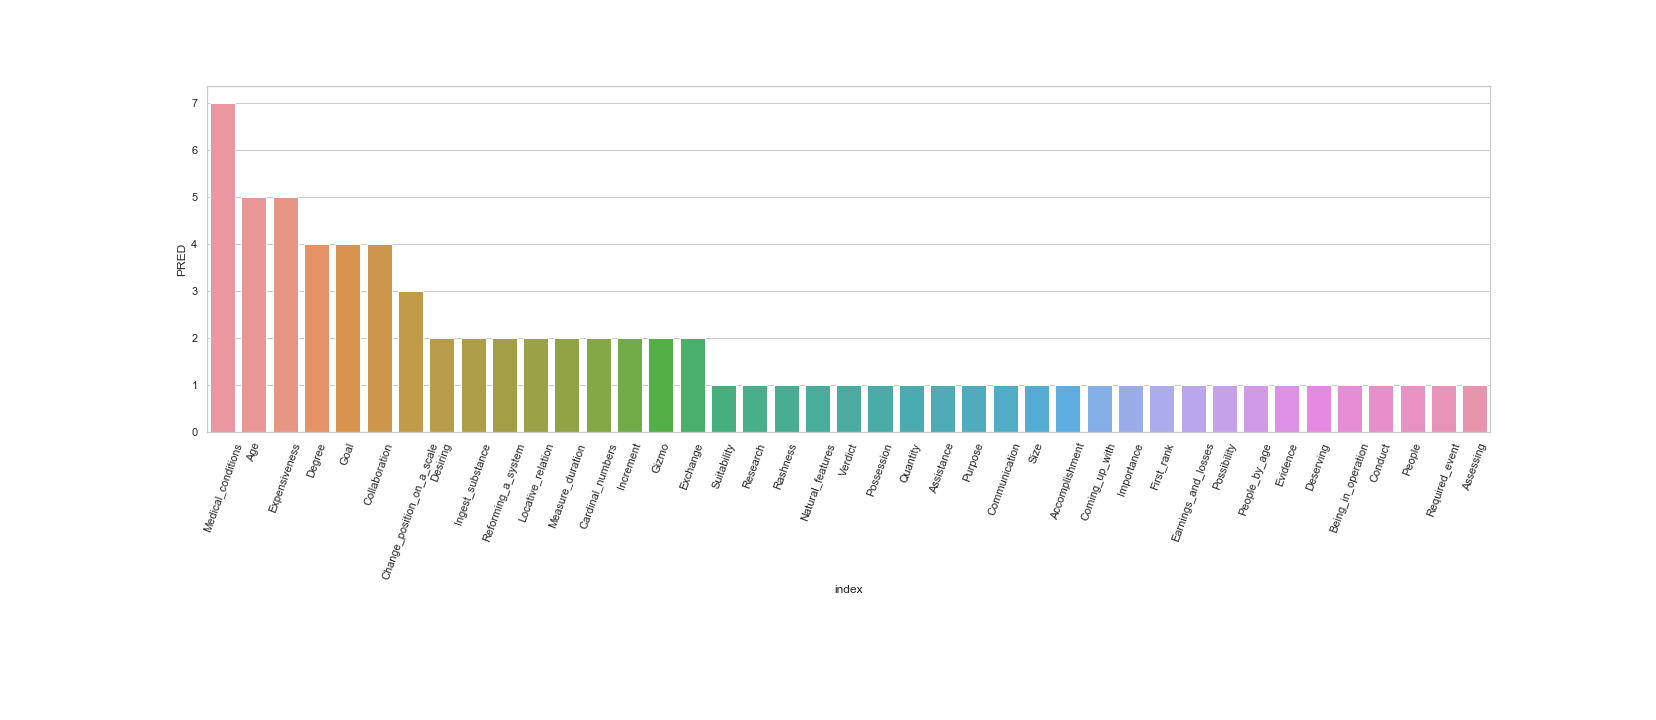 7
6
5
4
3
2
1
0
PRED
Medical_conditions
Age
Expensiveness
Degree
Goal
Collaboration
Change_position_on_a_scale
Desiring
Ingest_substance
Reforming_a_system
Locative_relation
Measure_duration
Cardinal_numbers
Increment
Gizmo
Exchange
Suitability
Research
Rashness
Natural_features
Verdict
Possession
Quantity
Assistance
Purpose
Communication
Size
Accomplishment
Coming_up_with
Importance
First_rank
Earnings_and_losses
Possibility
People_by_age
Evidence
Deserving
Being_in_operation
Conduct
People
Required_event
Assessing
index